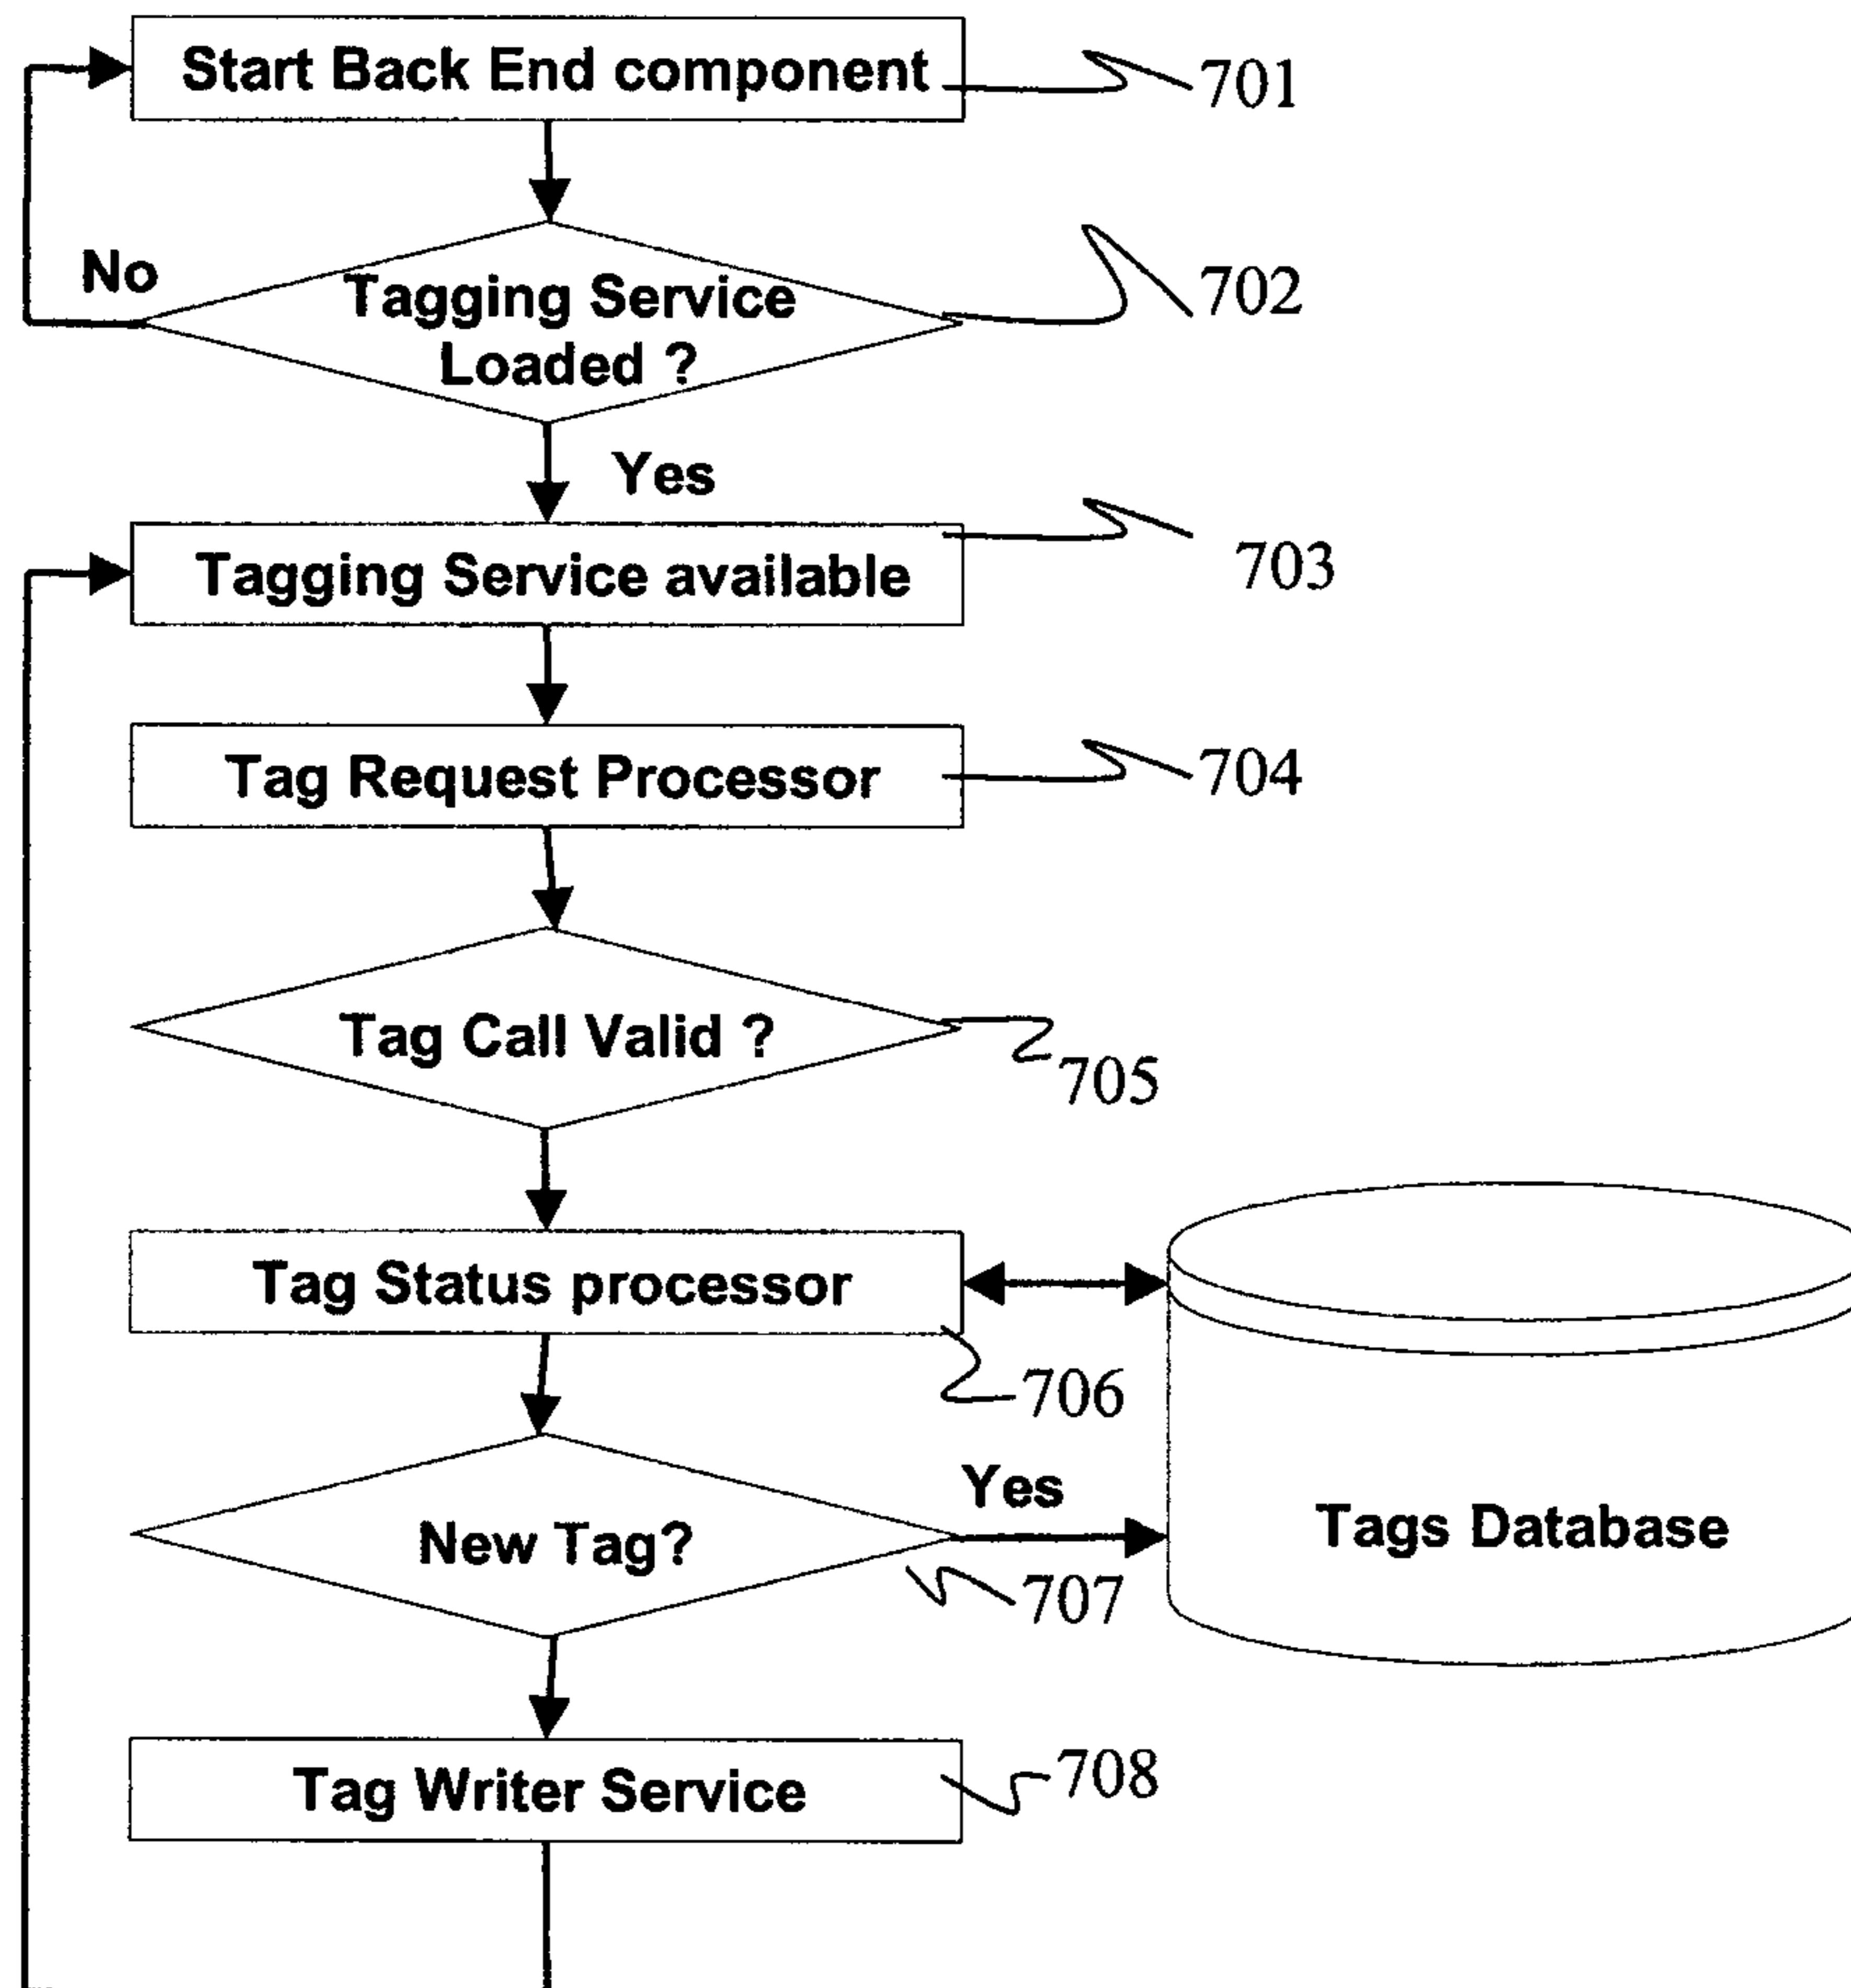 Start Back End component
701
No
Tagging Service
Loaded ?
702
Yes
Tagging Service available
703
Tag Request Processor
704
Tag Call Valid ?
705
Tag Status processor
706
New Tag?
Yes
707
Tags Database
Tag Writer Service
708